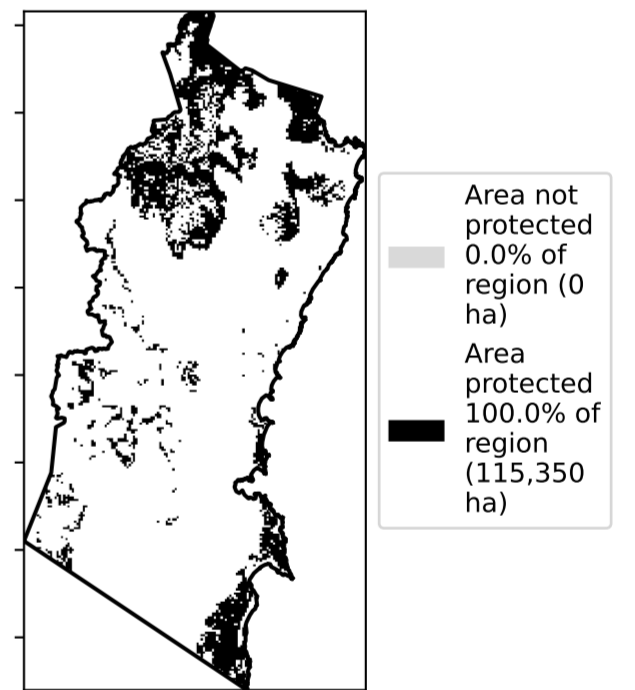 Area not
protected
0.0% of
region (0
ha)
Area
protected
100.0% of
region
(115,350
ha)